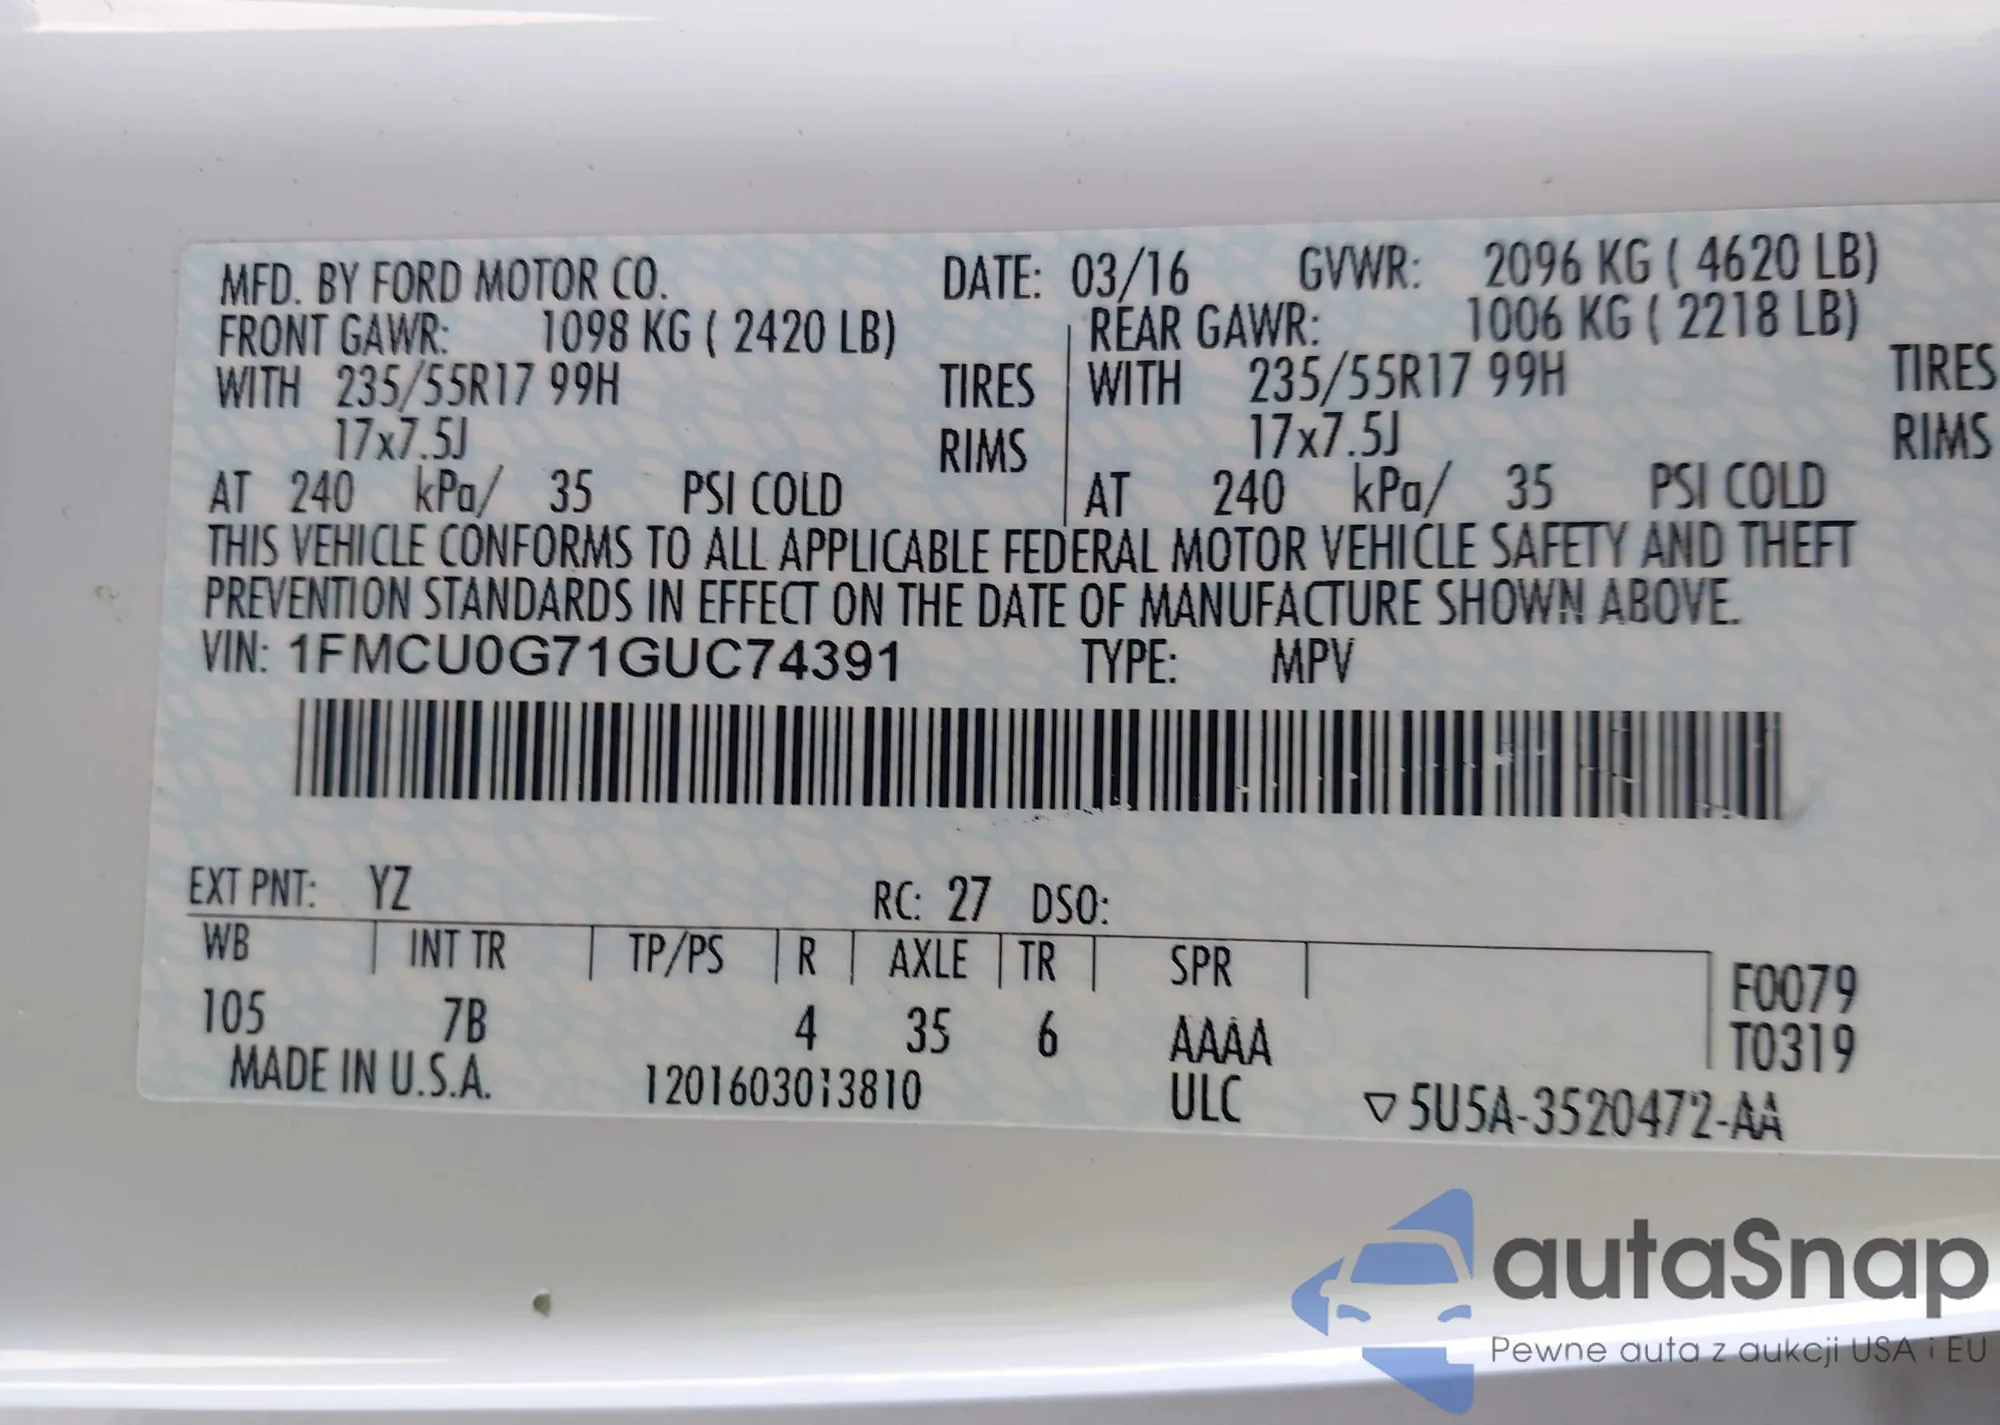 MFD. BY FORD MOTOR CO. DATE: 03/16 GVWR: 2096 KG ( 4620 LB)
FRONT GAWR: 1098 KG ( 2420 LB) REAR GAWR: 1006 KG ( 2218 LB)
WITH 235/55R17 99H TIRES WITH 235/55R17 99H TIRES
17x7.5J RIMS 17x7.5J RIMS
AT 240 kPa/ 35 PSI COLD AT 240 kPa/ 35 PSI COLD
THIS VEHICLE CONFORMS TO ALL APPLICABLE FEDERAL MOTOR VEHICLE SAFETY AND THEFT
PREVENTION STANDARDS IN EFFECT ON THE DATE OF MANUFACTURE SHOWN ABOVE.
VIN: 1FMCU0G71GUC74391 TYPE: MPV
EXT PNT: YZ RC: 27 DSO:
WB INT TR TP/PS R AXLE TR SPR F0079
105 7B 4 35 6 AAAA T0319
MADE IN U.S.A. 1201603013810 ULC ▽5U5A-3520472-AA
autaSnap
Pewne auta z aukcji USA i EU